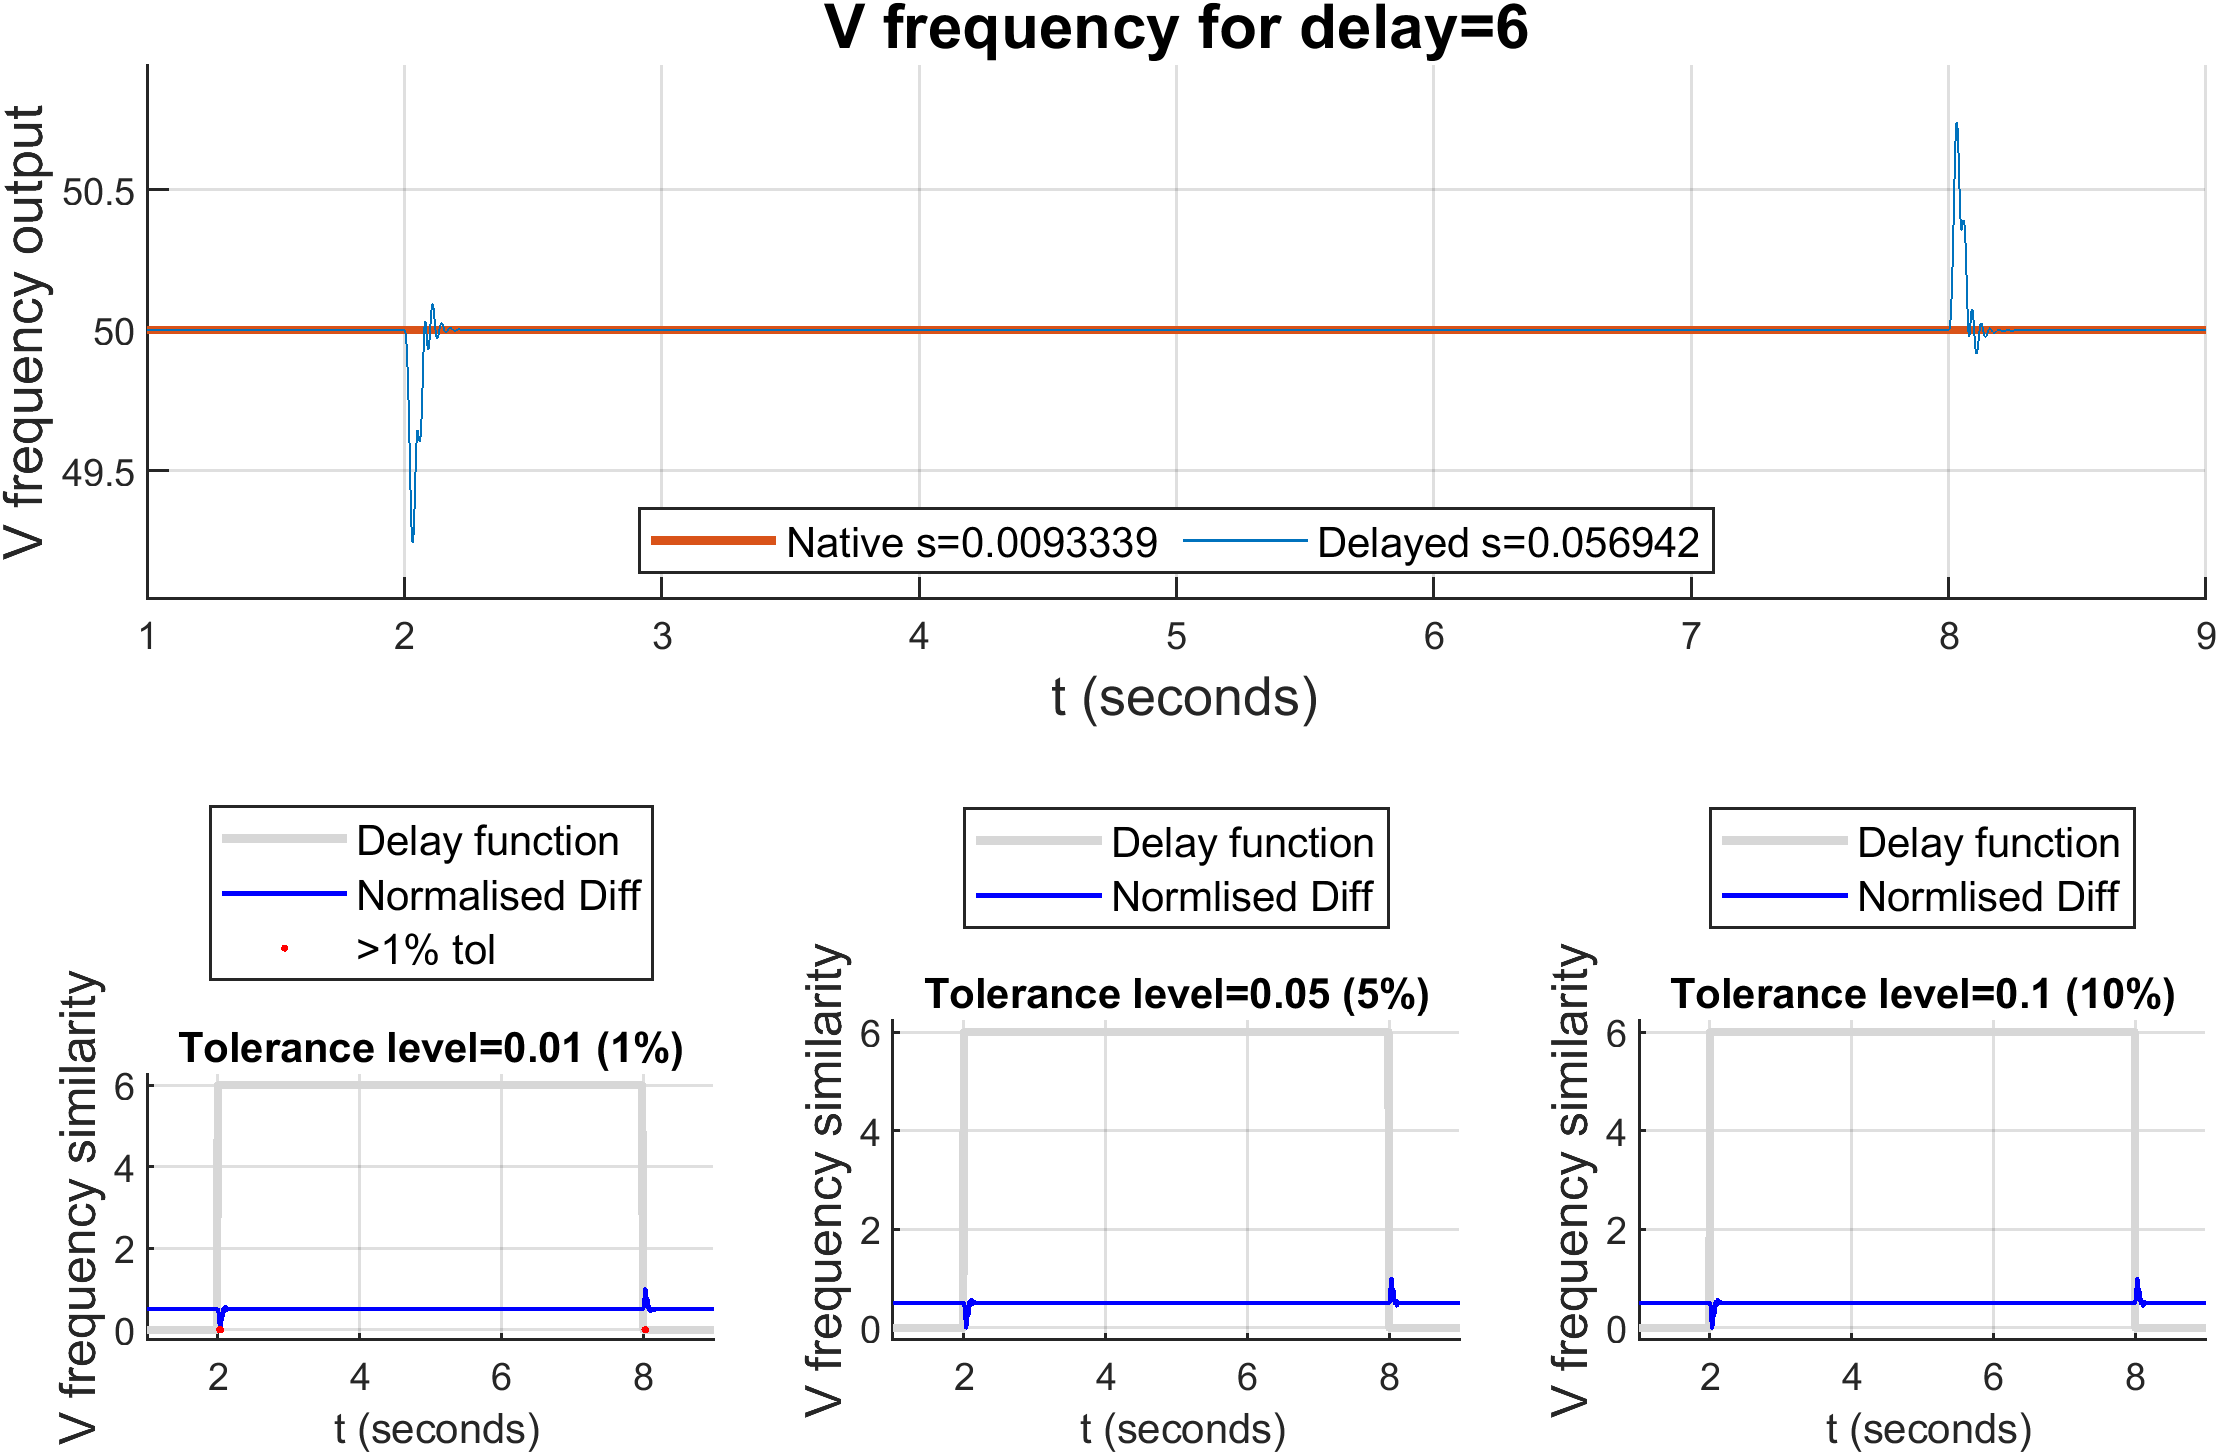 V frequency for delay=6
V frequency output
50.5
50
49.5
Native s=0.0093339 Delayed s=0.056942
1 2 3 4 5 6 7 8 9
t (seconds)
Delay function
Normalised Diff
>1% tol
Tolerance level=0.01 (1%)
V frequency similarity
6
4
2
0
2 4 6 8
t (seconds)
Delay function
Normlised Diff
Tolerance level=0.05 (5%)
V frequency similarity
6
4
2
0
2 4 6 8
t (seconds)
Delay function
Normlised Diff
Tolerance level=0.1 (10%)
V frequency similarity
6
4
2
0
2 4 6 8
t (seconds)